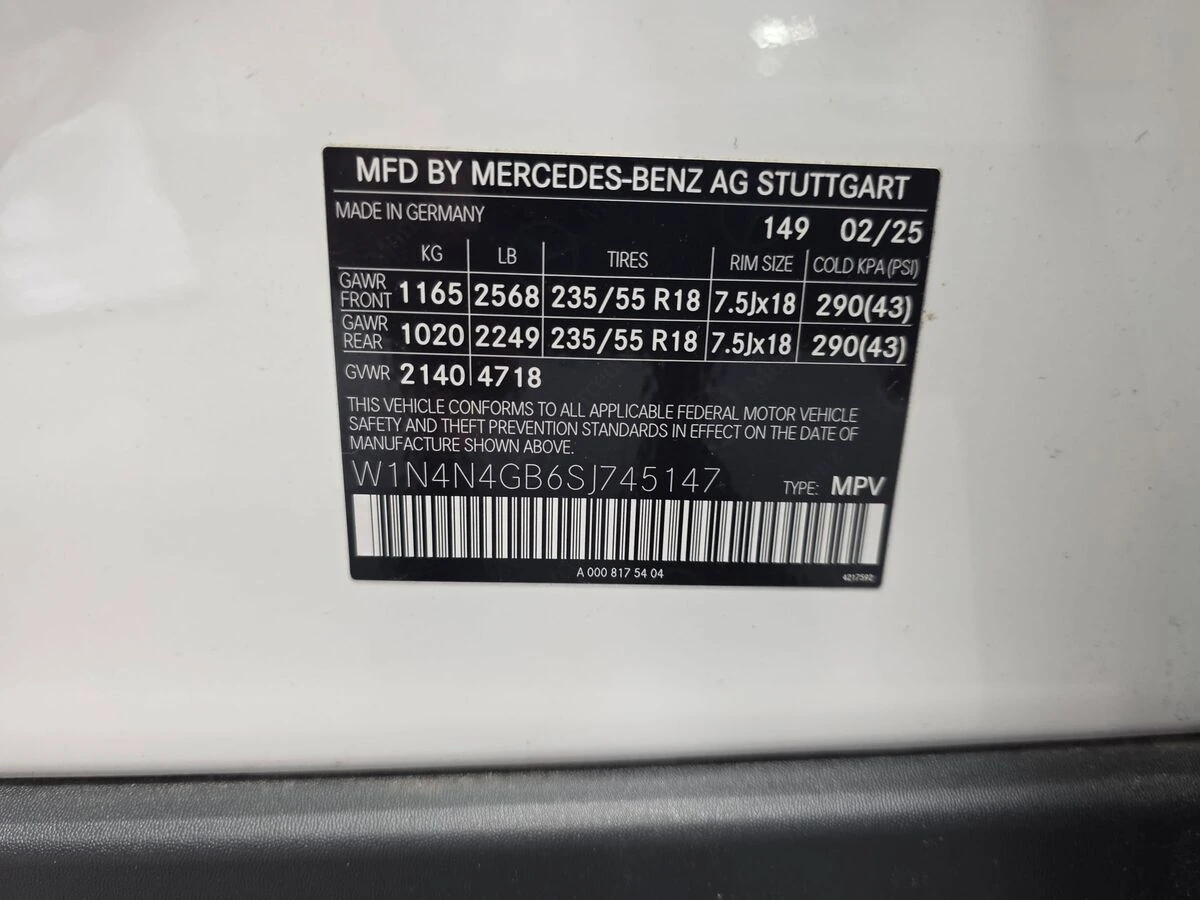 MFD BY MERCEDES-BENZ AG STUTTGART
MADE IN GERMANY
149 02/25
KG LB TIRES RIM SIZE COLD KPA (PSI)
GAWR FRONT 1165 2568 235/55 R18 7.5Jx18 290(43)
GAWR REAR 1020 2249 235/55 R18 7.5Jx18 290(43)
GVWR 2140 4718
THIS VEHICLE CONFORMS TO ALL APPLICABLE FEDERAL MOTOR VEHICLE
SAFETY AND THEFT PREVENTION STANDARDS IN EFFECT ON THE DATE OF
MANUFACTURE SHOWN ABOVE.
W1N4N4GB6SJ745147 TYPE: MPV
A 000 817 54 04 4217592